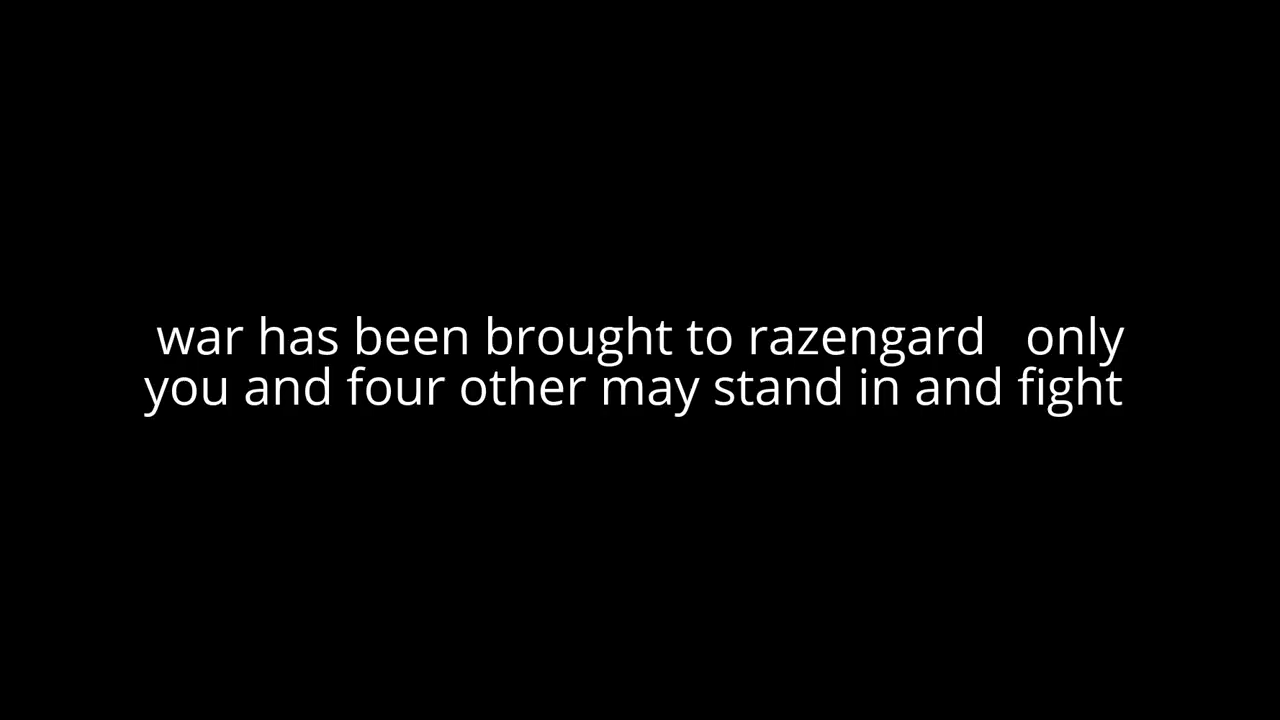 war has been brought to razengard   only
you and four other may stand in and fight